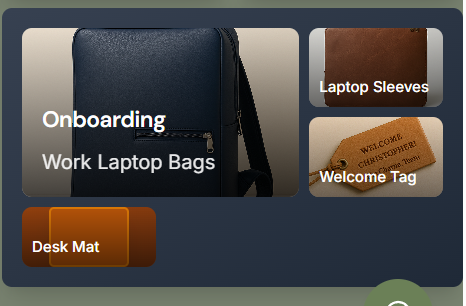 Onboarding
Work Laptop Bags
Laptop Sleeves
WELCOME
CHRISTOPHER!
Welcome Tag
Desk Mat